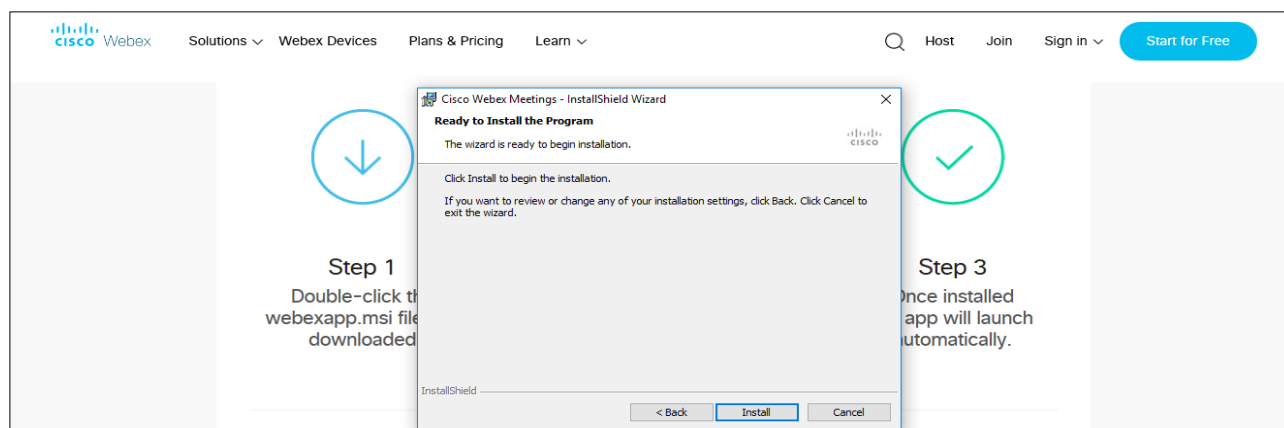 CISCO Webex Solutions Webex Devices Plans & Pricing Learn Host Join Sign in Start for Free
Cisco Webex Meetings - InstallShield Wizard
Ready to Install the Program
The wizard is ready to begin installation.
CISCO
Click Install to begin the installation.
If you want to review or change any of your installation settings, click Back. Click Cancel to
exit the wizard.
InstallShield
< Back Install Cancel
Step 1
Double-click
webexapp.msi
downloaded
Step 3
installed
app will launch
automatically.